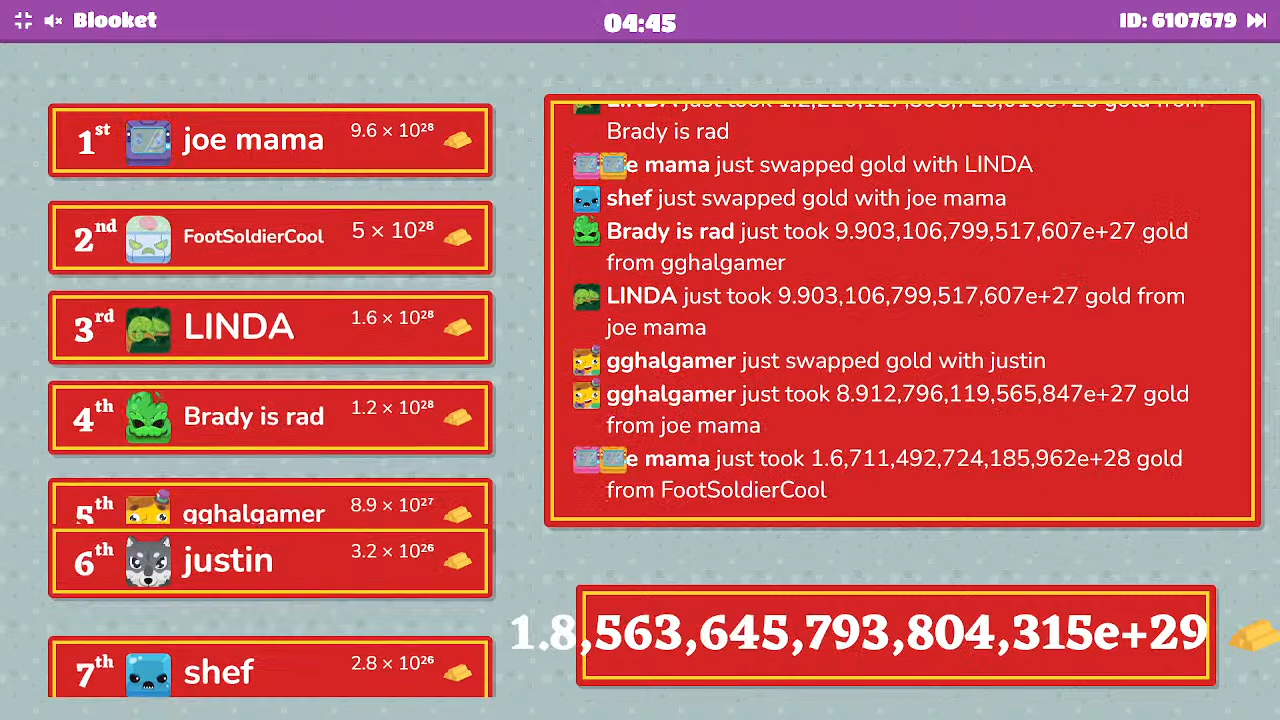 Blooket
04:45
ID: 6107679
1st joe mama 9.6 × 10²⁸
2nd FootSoldierCool 5 × 10²⁸
3rd LINDA 1.6 × 10²⁸
4th Brady is rad 1.2 × 10²⁸
5th gghalgamer 8.9 × 10²⁷
6th justin 3.2 × 10²⁶
7th shef 2.8 × 10²⁶
LINDA just took gold from
Brady is rad
e mama just swapped gold with LINDA
shef just swapped gold with joe mama
Brady is rad just took 9.903,106,799,517,607e+27 gold
from gghalgamer
LINDA just took 9.903,106,799,517,607e+27 gold from
joe mama
gghalgamer just swapped gold with justin
gghalgamer just took 8.912,796,119,565,847e+27 gold
from joe mama
e mama just took 1.6,711,492,724,185,962e+28 gold
from FootSoldierCool
1.8,563,645,793,804,315e+29